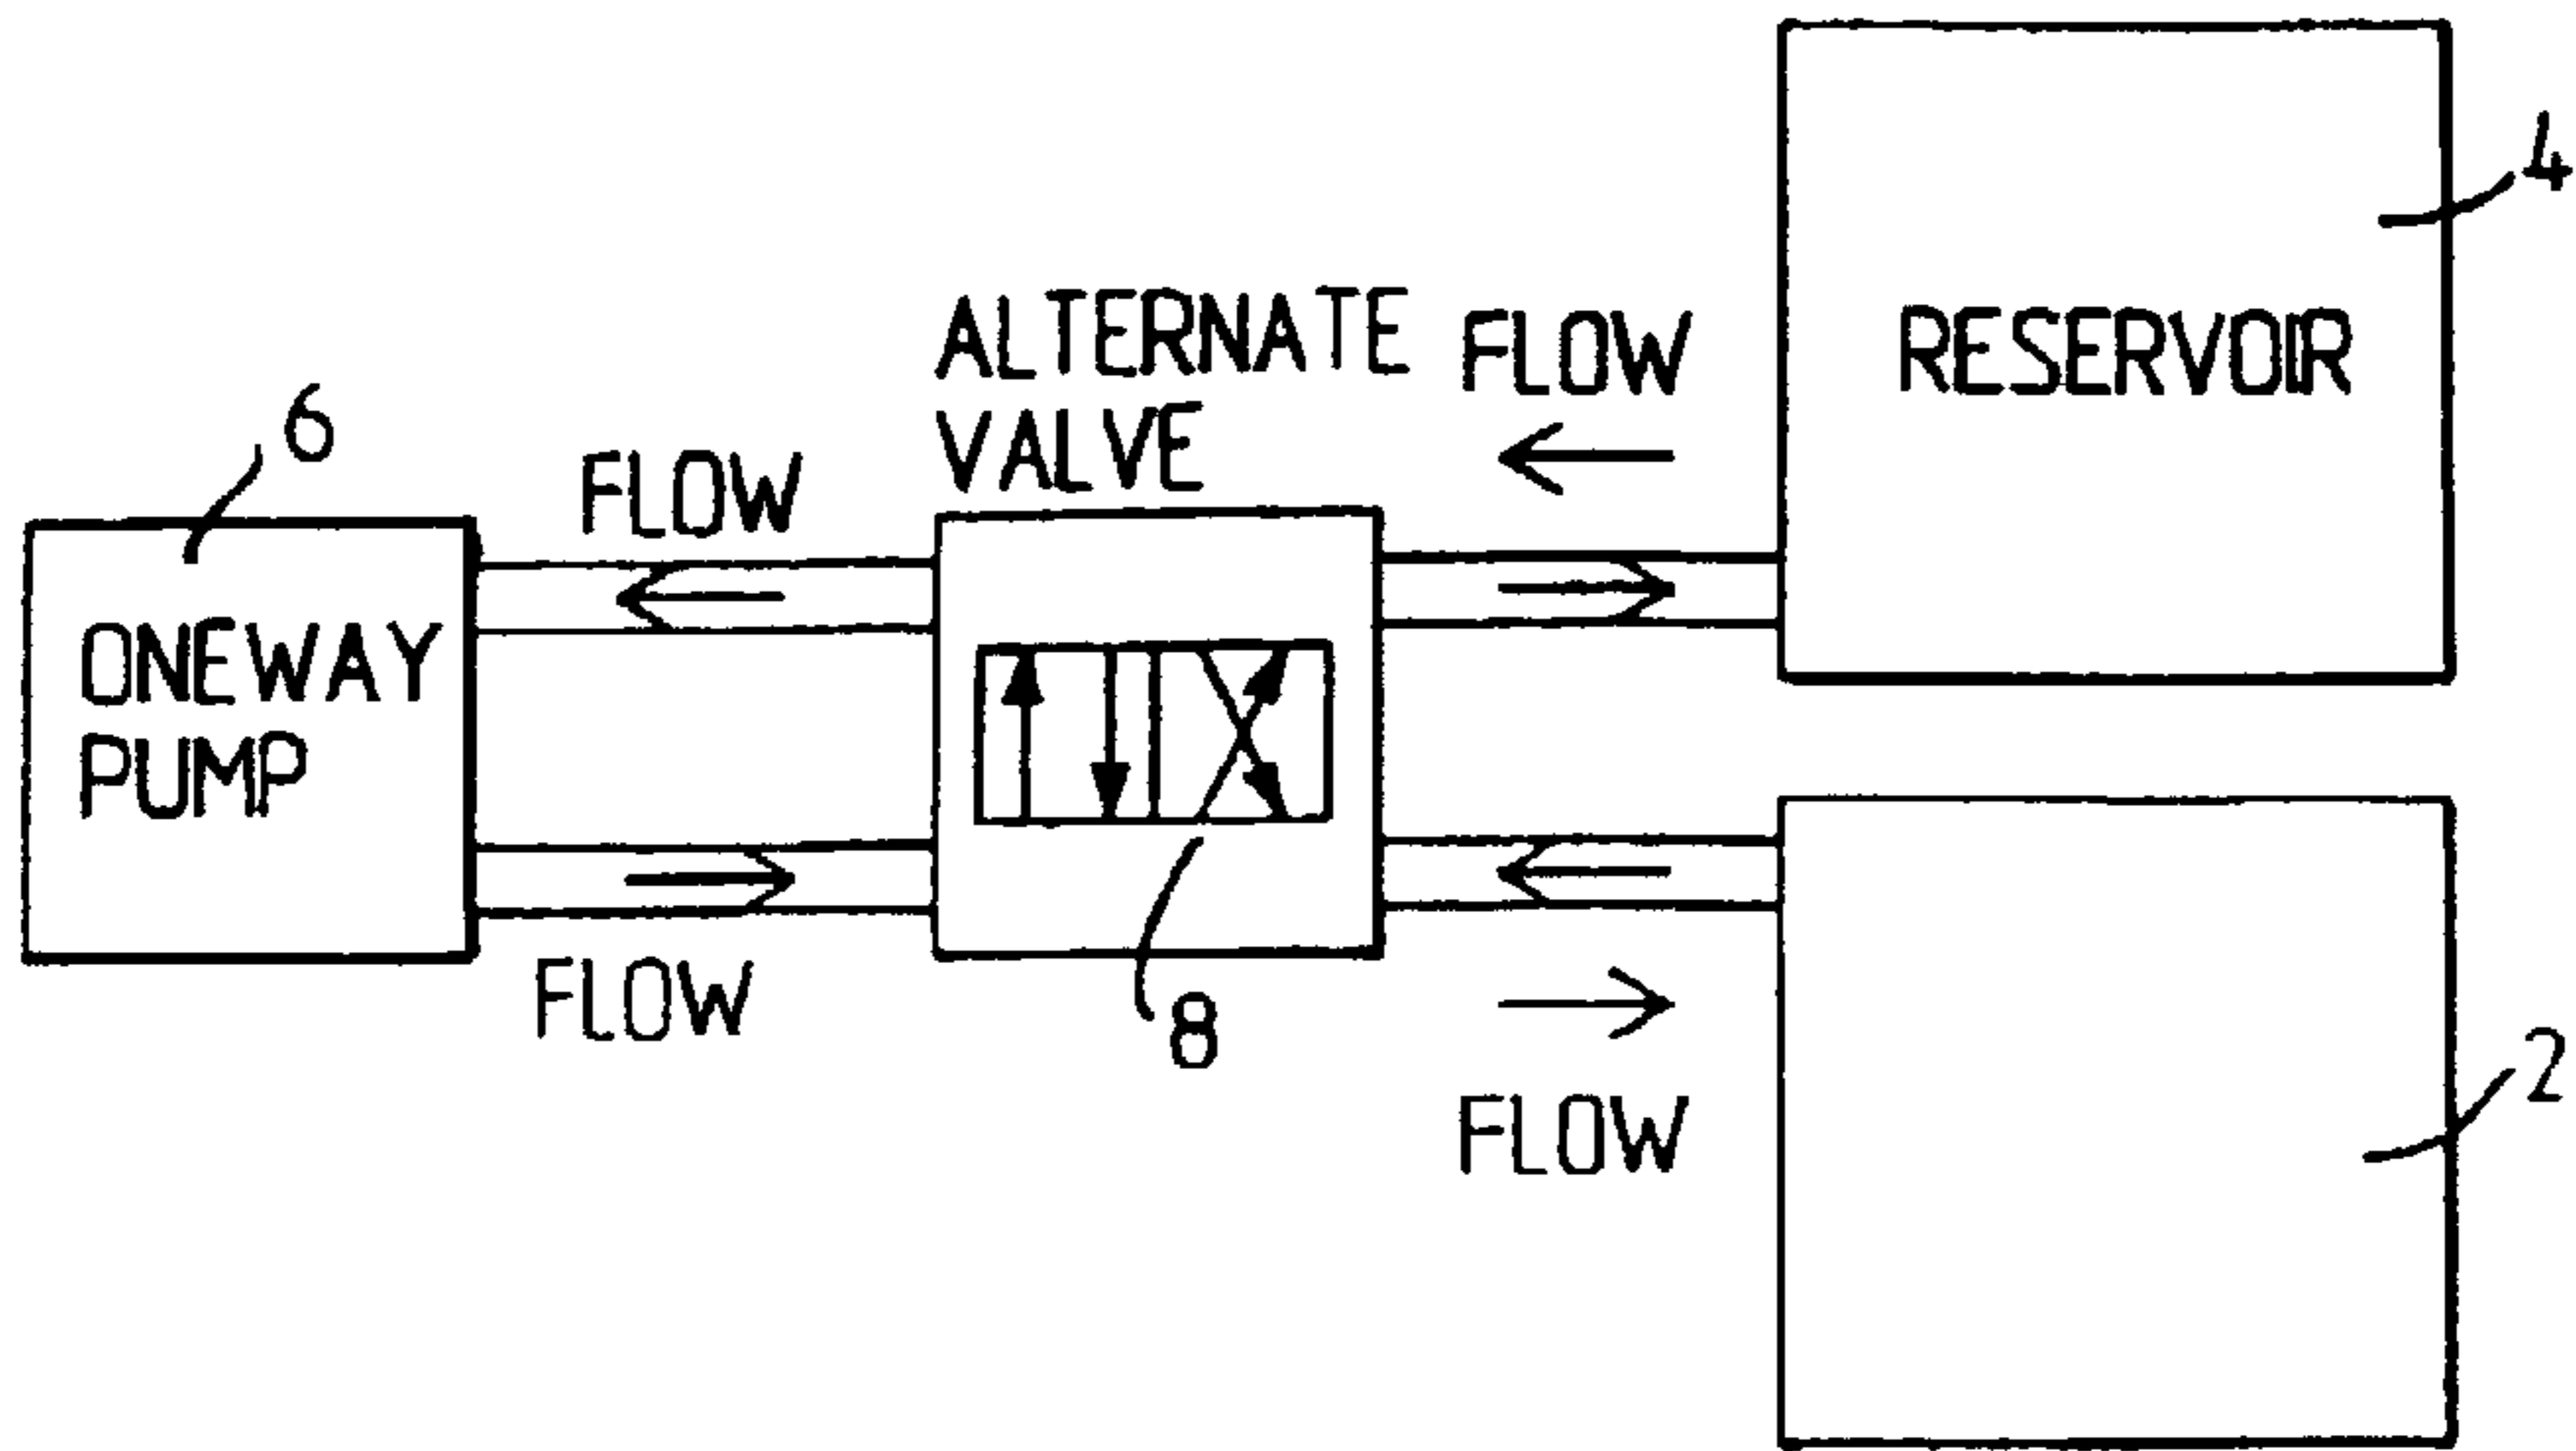 4
RESERVOIR
ALTERNATE
VALVE
FLOW
6
FLOW
ONEWAY
PUMP
FLOW
8
FLOW
2